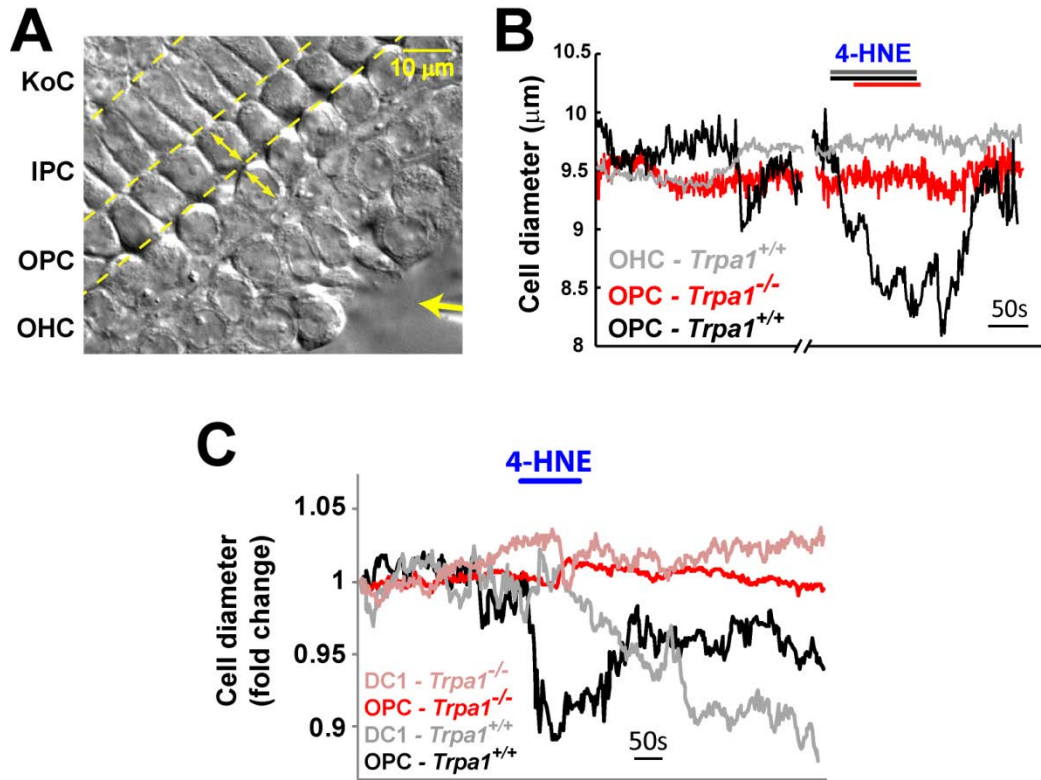 A
KoC
IPC
OPC
OHC
10 μm
B
4-HNE
Cell diameter (μm)
10.5
10
9.5
9
8.5
8
OHC - Trpa1+/+
OPC - Trpa1-/-
OPC - Trpa1+/+
50s
C
4-HNE
Cell diameter
(fold change)
1.05
1
0.95
0.9
DC1 - Trpa1-/-
OPC - Trpa1-/-
DC1 - Trpa1+/+
OPC - Trpa1+/+
50s